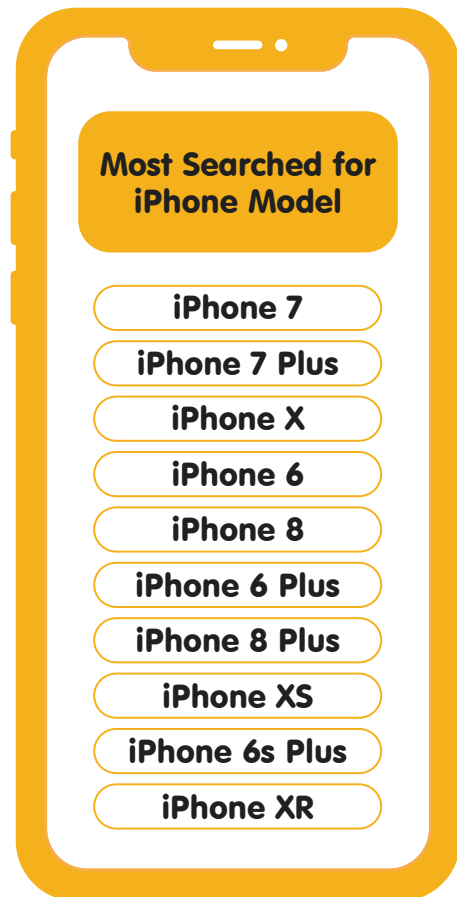 Most Searched for
iPhone Model
iPhone 7
iPhone 7 Plus
iPhone X
iPhone 6
iPhone 8
iPhone 6 Plus
iPhone 8 Plus
iPhone XS
iPhone 6s Plus
iPhone XR